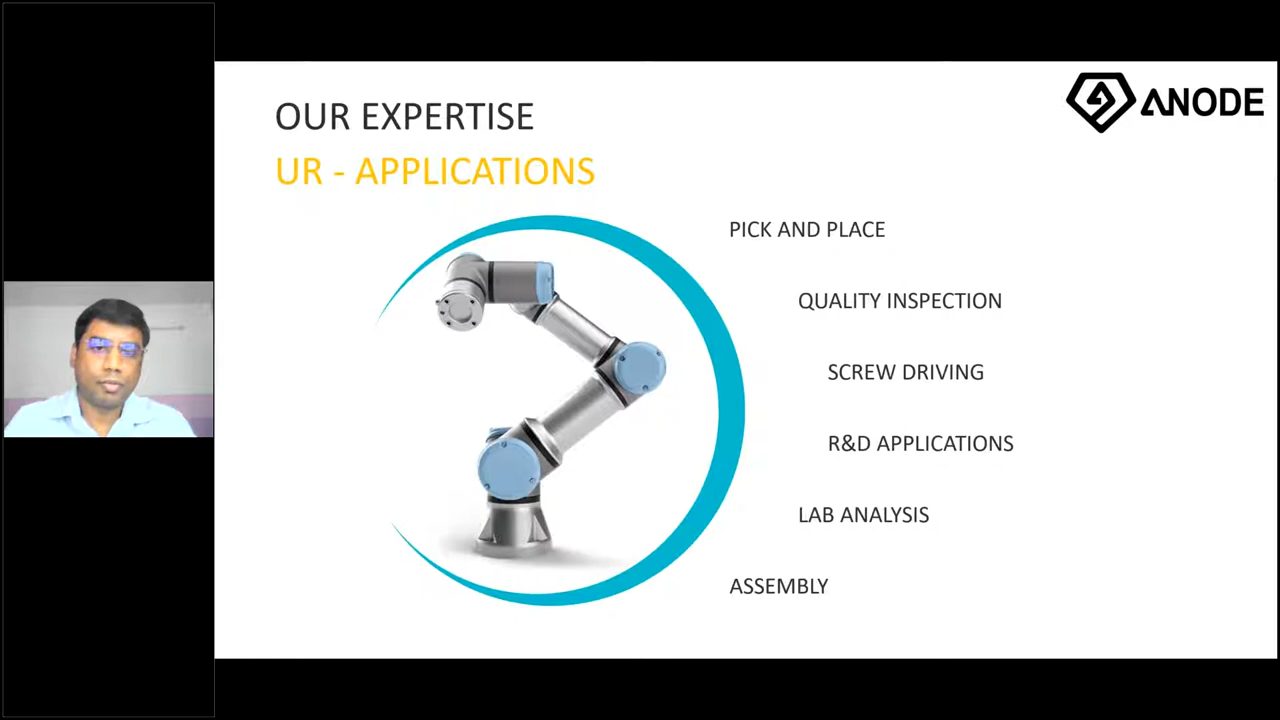 ANODE
OUR EXPERTISE
UR - APPLICATIONS
PICK AND PLACE
QUALITY INSPECTION
SCREW DRIVING
R&D APPLICATIONS
LAB ANALYSIS
ASSEMBLY